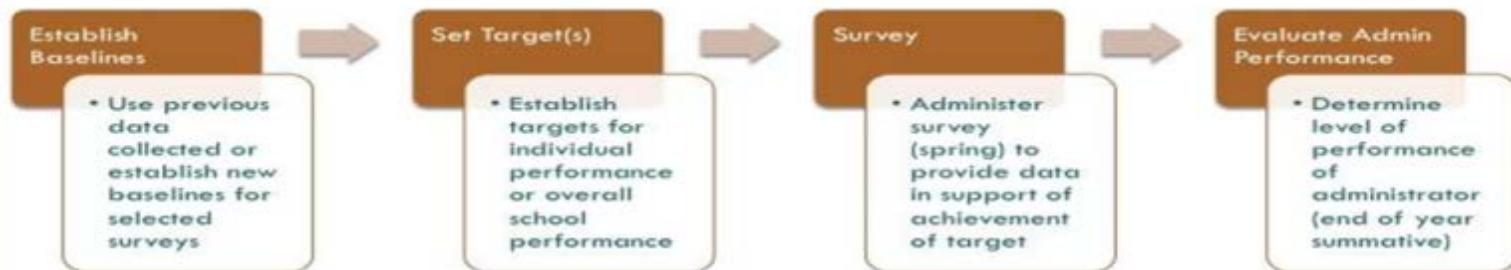 Establish
Baselines
• Use previous
data
collected or
establish new
baselines for
selected
surveys
Set Target(s)
• Establish
targets for
individual
performance
or overall
school
performance
Survey
• Administer
survey
(spring) to
provide data
in support of
achievement
of target
Evaluate Admin
Performance
• Determine
level of
performance
of
administrator
(end of year
summative)